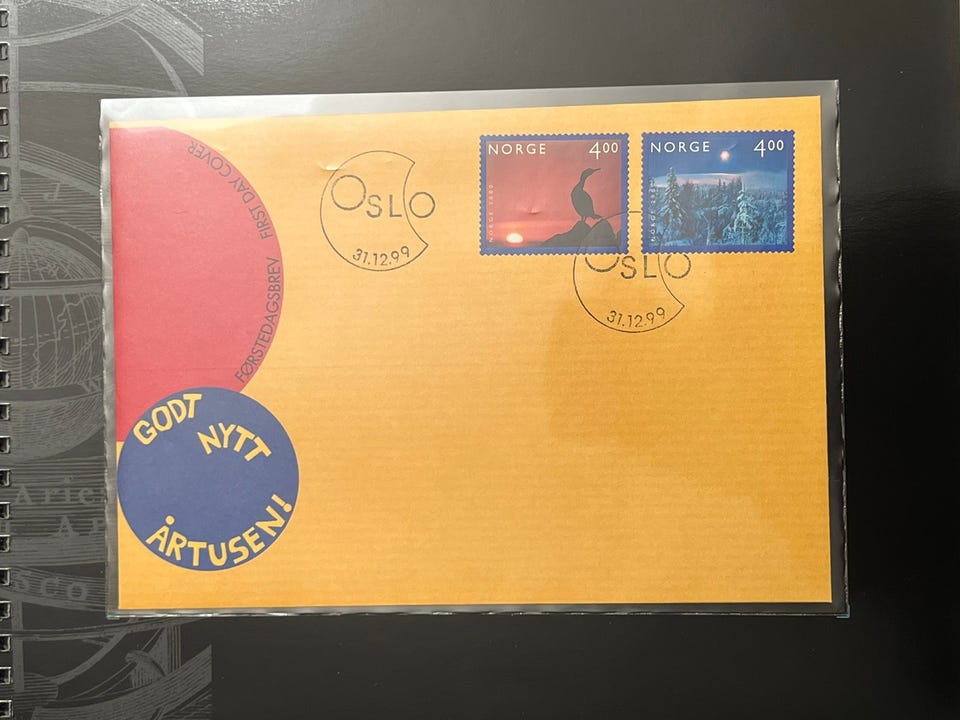 FØRSTEDAGSBREV FIRST DAY COVER
OSLO
31.12.99
NORGE 4.00
NORGE 4.00
OSLO
31.12.99
GODT
NYTT
ÅRTUSEN!